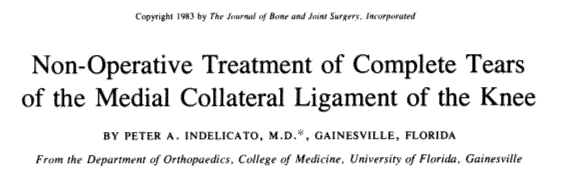 Copyright 1983 by The Journal of Bone and Joint Surgery, Incorporated
Non-Operative Treatment of Complete Tears
of the Medial Collateral Ligament of the Knee
BY PETER A. INDELICATO, M.D.*, GAINESVILLE, FLORIDA
From the Department of Orthopaedics, College of Medicine, University of Florida, Gainesville